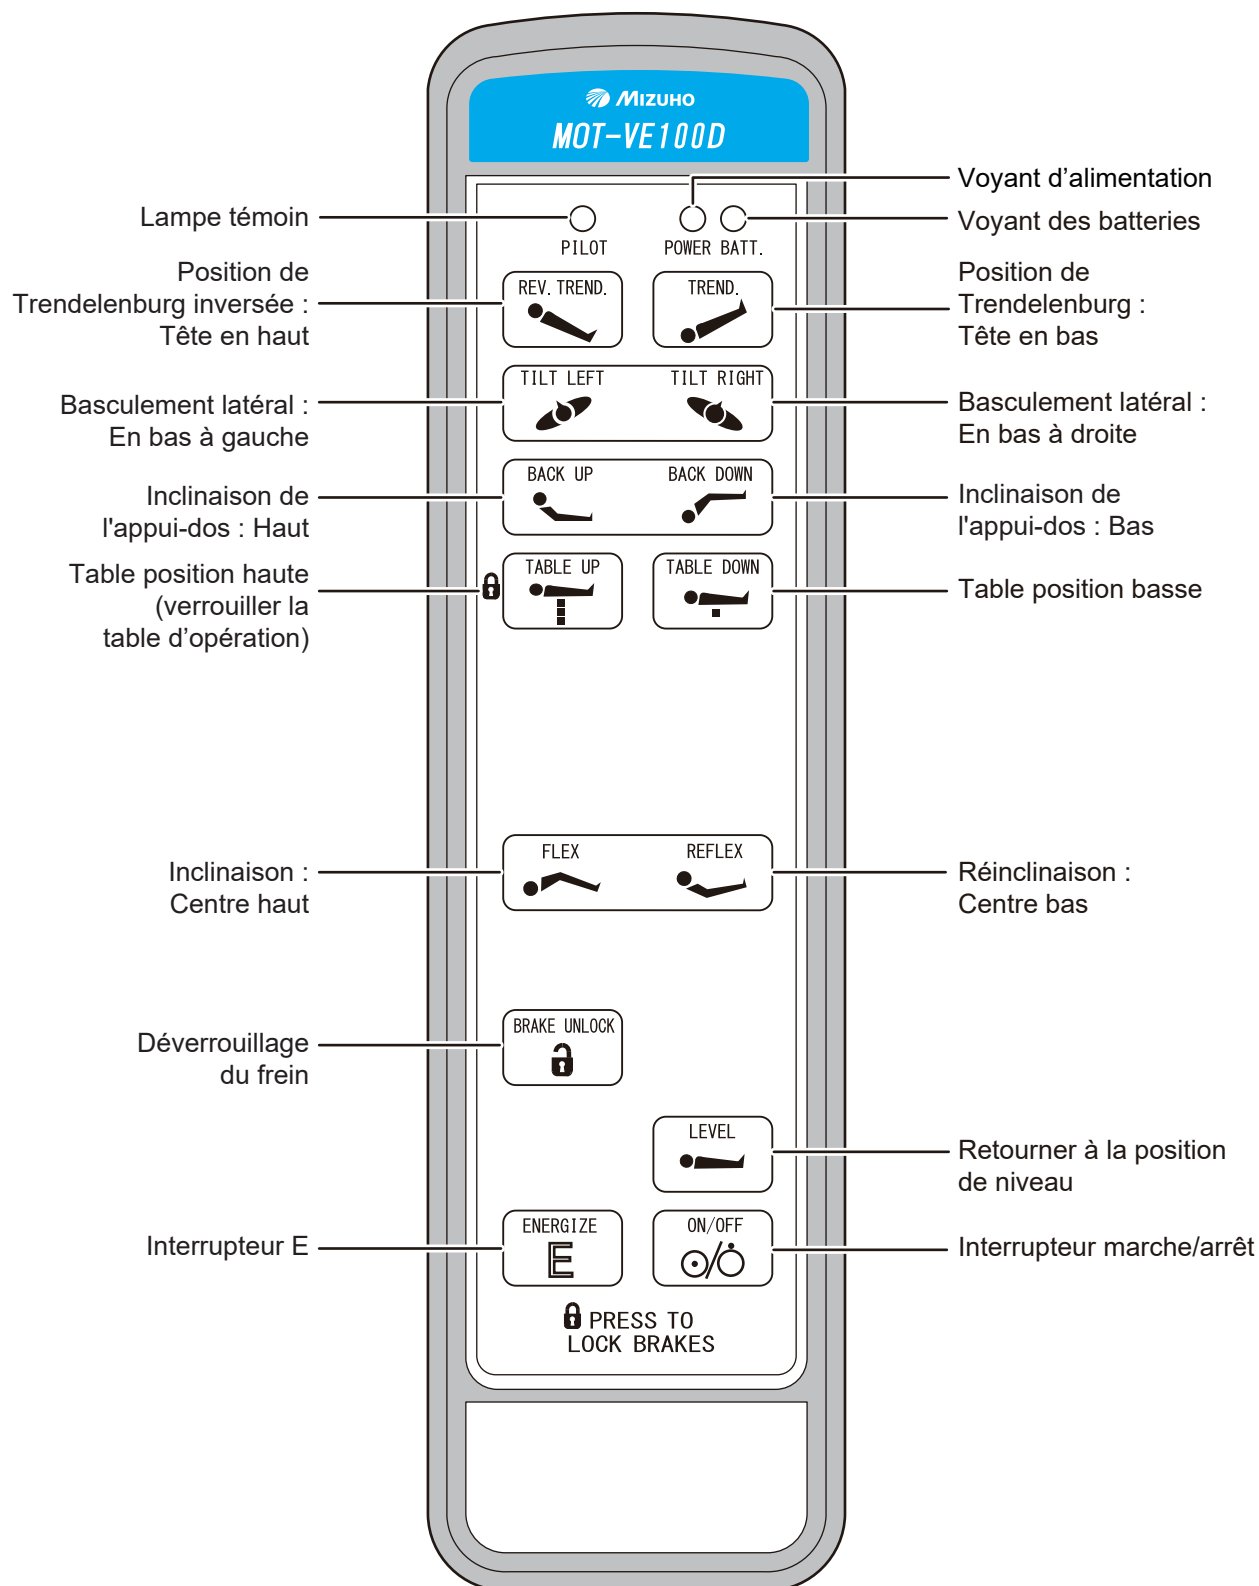 MIZUHO
MOT-VE100D
Voyant d’alimentation
Lampe témoin
Voyant des batteries
PILOT
POWER BATT.
Position de
Trendelenburg inversée :
Tête en haut
REV. TREND.
TREND.
Position de
Trendelenburg :
Tête en bas
Basculement latéral :
En bas à gauche
TILT LEFT
TILT RIGHT
Basculement latéral :
En bas à droite
Inclinaison de
l'appui-dos : Haut
BACK UP
BACK DOWN
Inclinaison de
l'appui-dos : Bas
Table position haute
(verrouiller la
table d’opération)
TABLE UP
TABLE DOWN
Table position basse
Inclinaison :
Centre haut
FLEX
REFLEX
Réinclinaison :
Centre bas
Déverrouillage
du frein
BRAKE UNLOCK
LEVEL
Retourner à la position
de niveau
Interrupteur E
ENERGIZE
E
ON/OFF
Interrupteur marche/arrêt
PRESS TO
LOCK BRAKES